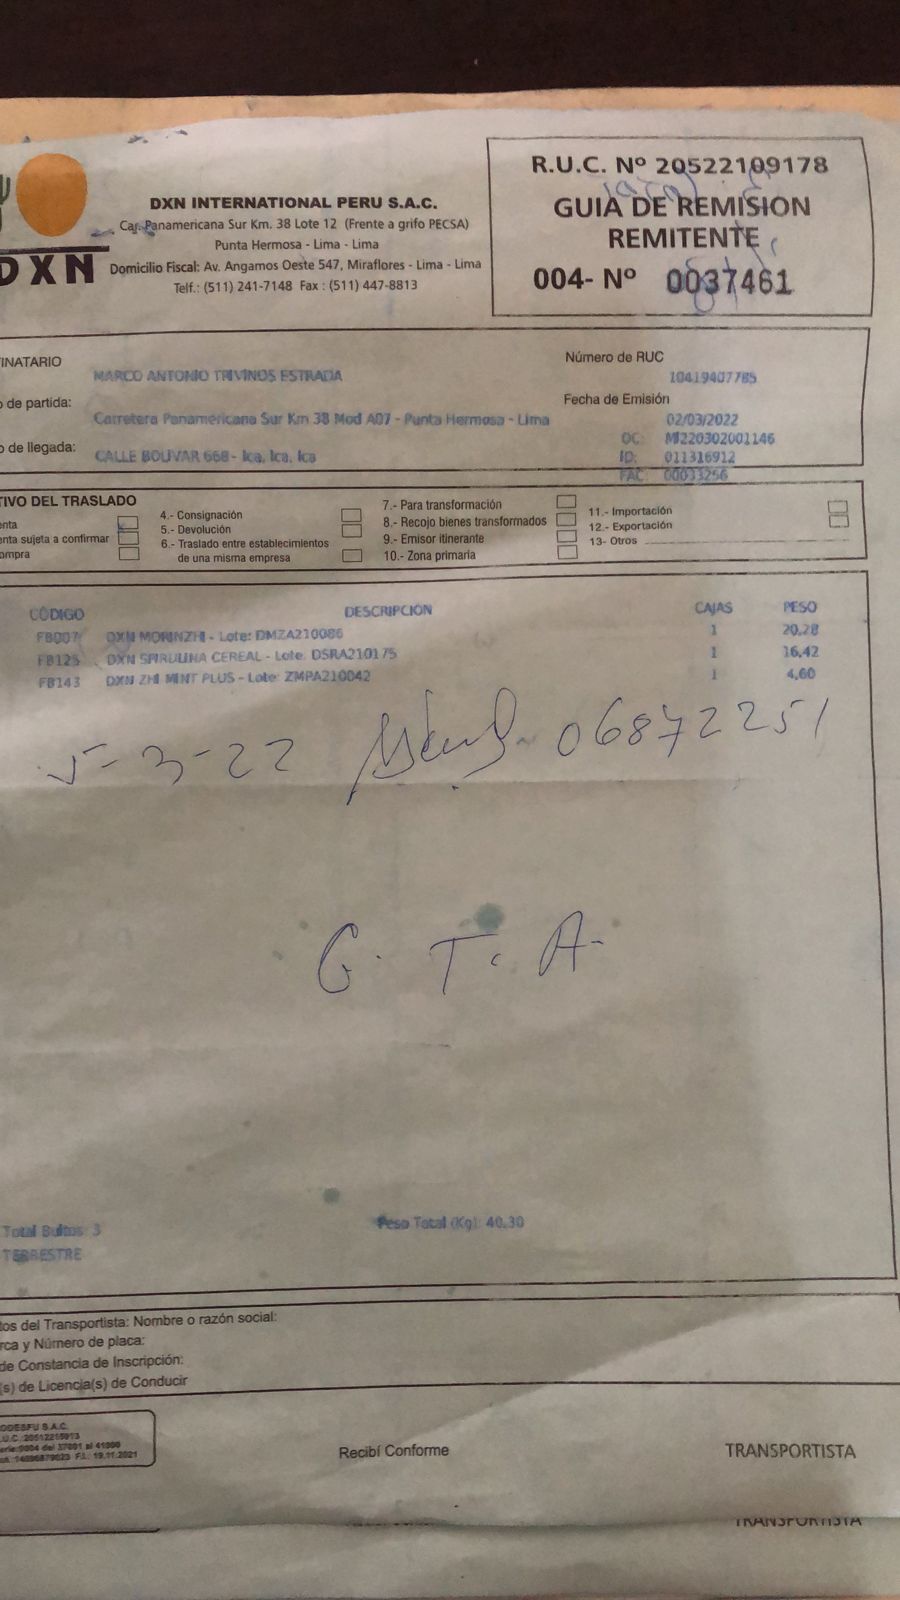 DXN
DXN INTERNATIONAL PERU S.A.C.
Car. Panamericana Sur Km. 38 Lote 12 (Frente a grifo PECSA)
Punta Hermosa - Lima - Lima
Domicilio Fiscal: Av. Angamos Oeste 547, Miraflores - Lima - Lima
Telf.: (511) 241-7148 Fax : (511) 447-8813
R.U.C. Nº 20522109178
GUIA DE REMISION
REMITENTE
004- Nº 0037461
INATARIO
MARCO ANTONIO TRIVINOS ESTRADA
Número de RUC
10419407785
o de partida:
Carretera Panamericana Sur Km 38 Mod A07 - Punta Hermosa - Lima
Fecha de Emisión
02/03/2022
o de llegada:
CALLE BOLIVAR 668 - Ica, Ica, Ica
OC: MI220302001146
ID: 011316912
FAC 00033256
TIVO DEL TRASLADO
enta
enta sujeta a confirmar
ompra
4.- Consignación
5.- Devolución
6.- Traslado entre establecimientos
de una misma empresa
7.- Para transformación
8.- Recojo bienes transformados
9.- Emisor itinerante
10.- Zona primaria
11.- Importación
12.- Exportación
13- Otros
CÓDIGO DESCRIPCIÓN CAJAS PESO
FB007 DXN MORINZHI - Lote: DMZA210086 1 20,28
FB125 DXN SPIRULINA CEREAL - Lote: DSRA210175 1 16,42
FB143 DXN ZHI MINT PLUS - Lote: ZMPA210042 1 4,60
5-3-22 06872251
G. T. A.
Total Bultos: 3 Peso Total (Kg): 40,30
TERRESTRE
tos del Transportista: Nombre o razón social:
rca y Número de placa:
de Constancia de Inscripción:
(s) de Licencia(s) de Conducir
Recibí Conforme
TRANSPORTISTA
TRANSPORTISTA